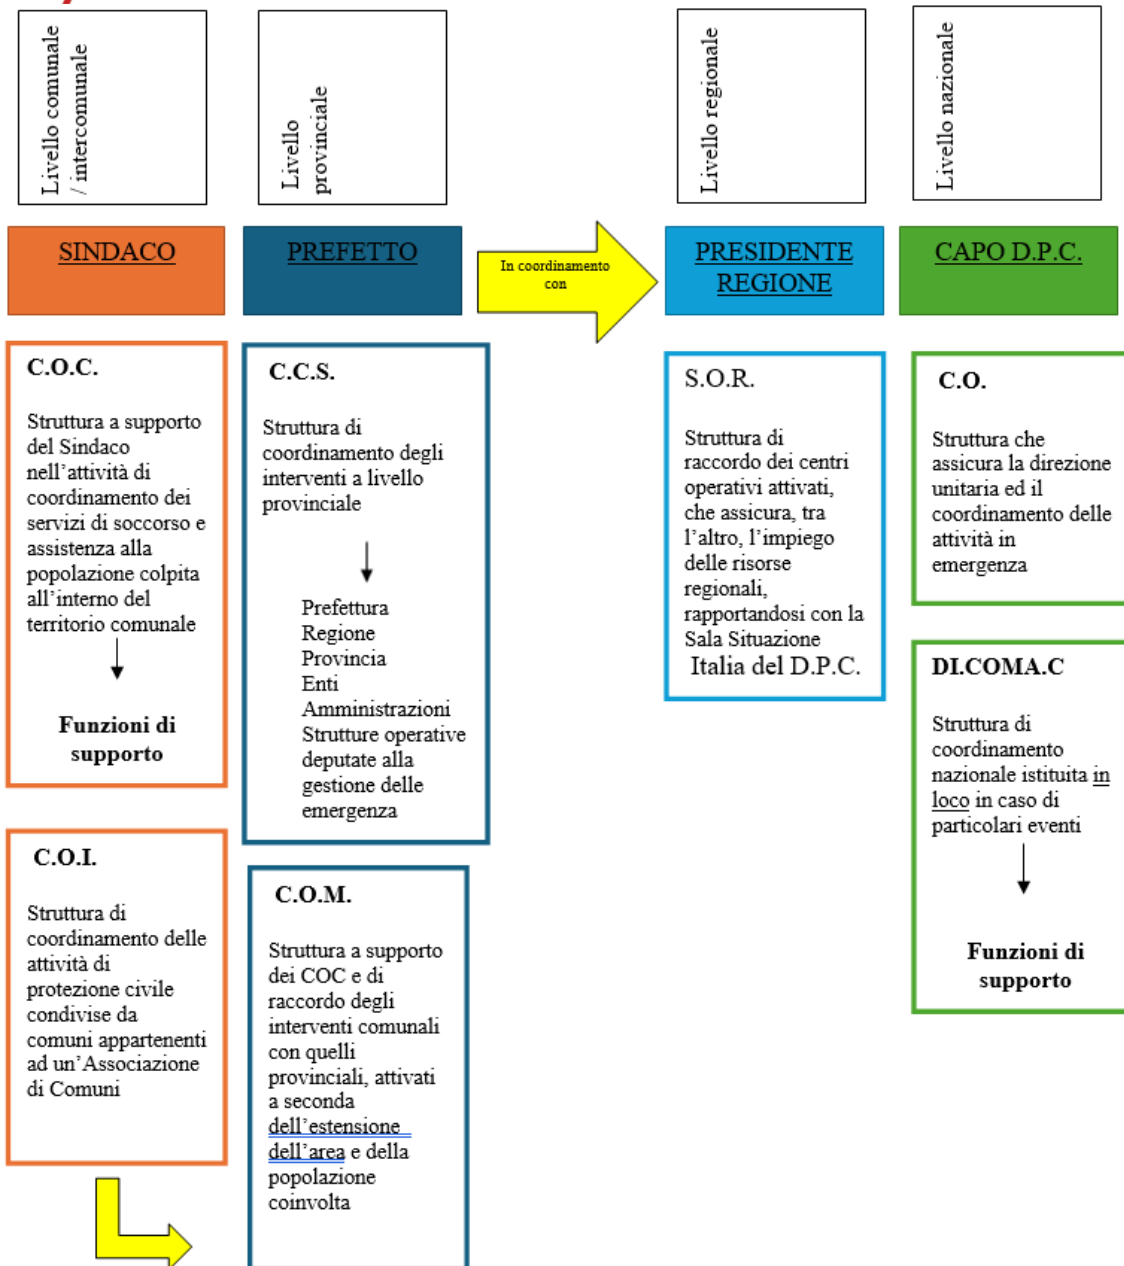 Livello comunale
/ intercomunale
Livello
provinciale
Livello regionale
Livello nazionale
SINDACO
PREFETTO
In coordinamento
con
PRESIDENTE
REGIONE
CAPO D.P.C.
C.O.C.
Struttura a supporto
del Sindaco
nell’attività di
coordinamento dei
servizi di soccorso e
assistenza alla
popolazione colpita
all’interno del
territorio comunale
Funzioni di
supporto
C.O.I.
Struttura di
coordinamento delle
attività di
protezione civile
condivise da
comuni appartenenti
ad un’Associazione
di Comuni
C.C.S.
Struttura di
coordinamento degli
interventi a livello
provinciale
Prefettura
Regione
Provincia
Enti
Amministrazioni
Strutture operative
deputate alla
gestione delle
emergenza
C.O.M.
Struttura a supporto
dei COC e di
raccordo degli
interventi comunali
con quelli
provinciali, attivati
a seconda
dell’estensione
dell’area e della
popolazione
coinvolta
S.O.R.
Struttura di
raccordo dei centri
operativi attivati,
che assicura, tra
l’altro, l’impiego
delle risorse
regionali,
rapportandosi con la
Sala Situazione
Italia del D.P.C.
C.O.
Struttura che
assicura la direzione
unitaria ed il
coordinamento delle
attività in
emergenza
DI.COMA.C
Struttura di
coordinamento
nazionale istituita in
loco in caso di
particolari eventi
Funzioni di
supporto